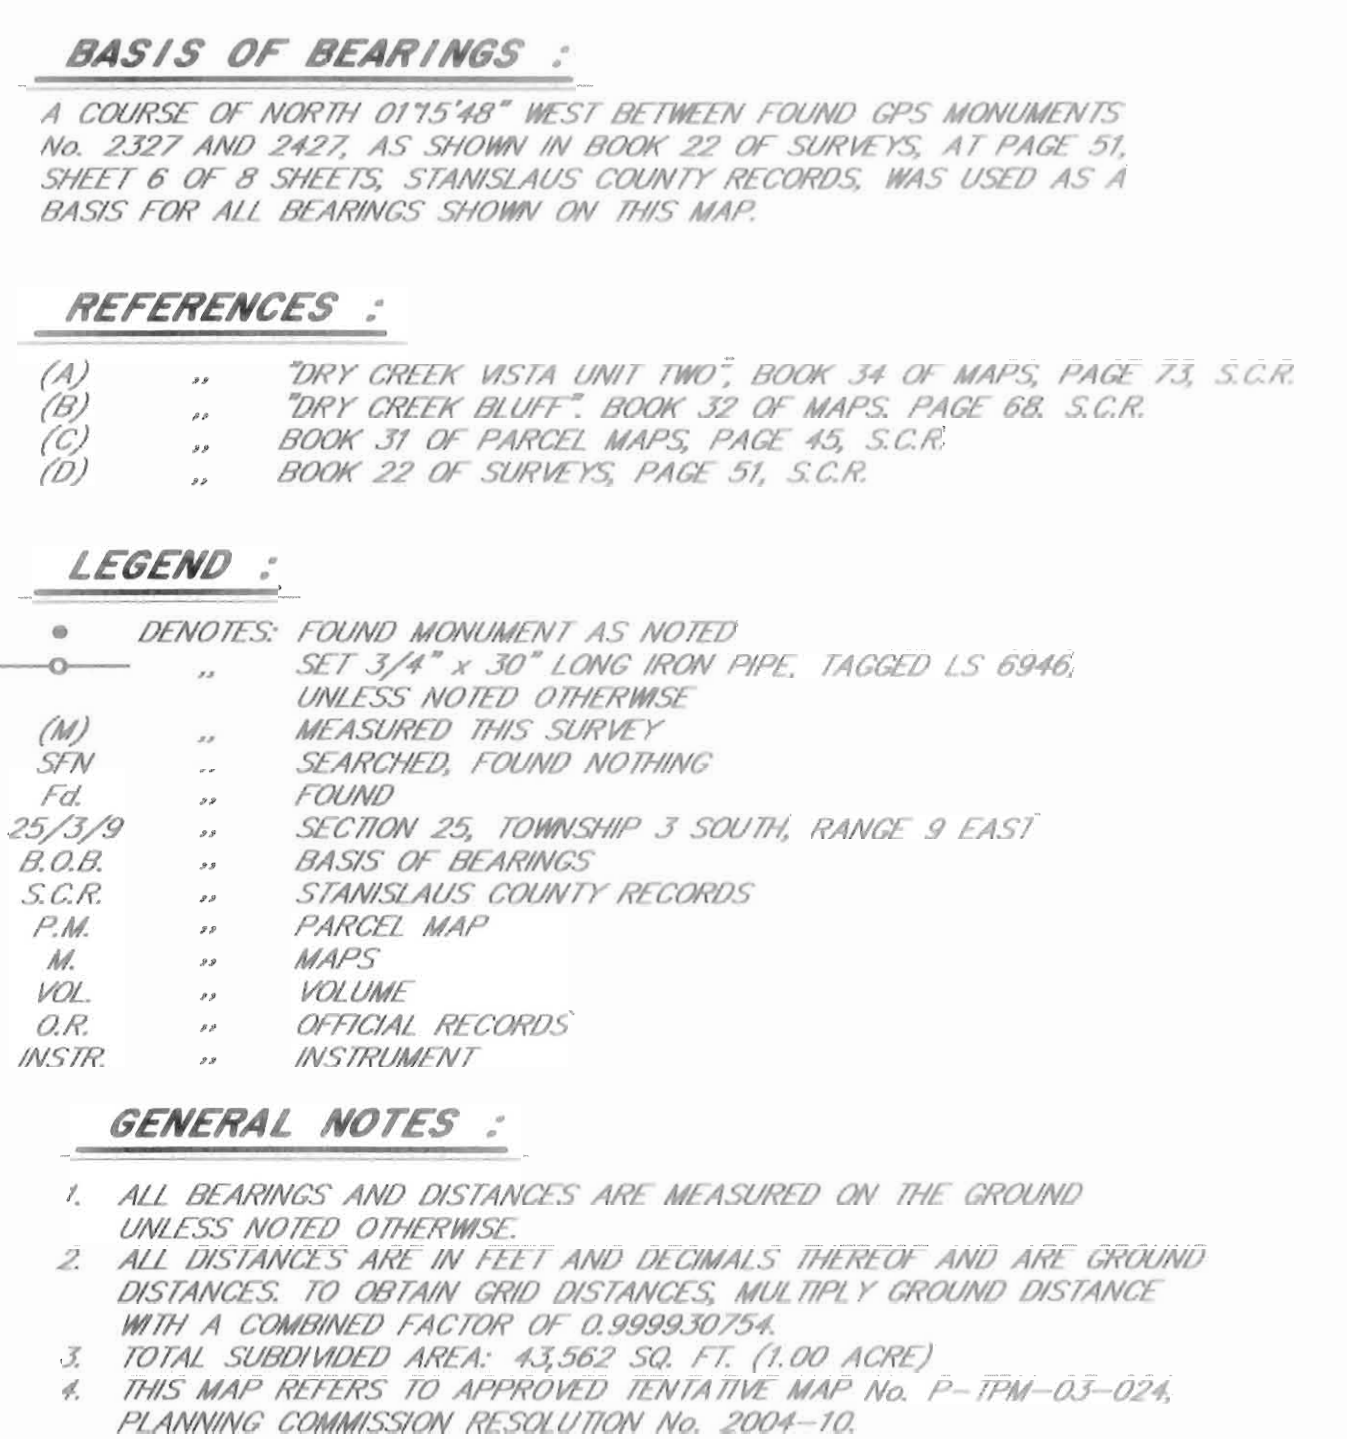 BASIS OF BEARINGS :
A COURSE OF NORTH 01°15'48" WEST BETWEEN FOUND GPS MONUMENTS
No. 2327 AND 2427, AS SHOWN IN BOOK 22 OF SURVEYS, AT PAGE 51,
SHEET 6 OF 8 SHEETS, STANISLAUS COUNTY RECORDS, WAS USED AS A
BASIS FOR ALL BEARINGS SHOWN ON THIS MAP.
REFERENCES :
(A) ,, "DRY CREEK VISTA UNIT TWO", BOOK 34 OF MAPS, PAGE 73, S.C.R.
(B) ,, "DRY CREEK BLUFF". BOOK 32 OF MAPS. PAGE 68. S.C.R.
(C) ,, BOOK 31 OF PARCEL MAPS, PAGE 45, S.C.R.
(D) ,, BOOK 22 OF SURVEYS, PAGE 51, S.C.R.
LEGEND :
DENOTES: FOUND MONUMENT AS NOTED
,, SET 3/4" x 30" LONG IRON PIPE, TAGGED LS 6946,
UNLESS NOTED OTHERWISE
(M) ,, MEASURED THIS SURVEY
SFN ,, SEARCHED, FOUND NOTHING
Fd. ,, FOUND
25/3/9 ,, SECTION 25, TOWNSHIP 3 SOUTH, RANGE 9 EAST
B.O.B. ,, BASIS OF BEARINGS
S.C.R. ,, STANISLAUS COUNTY RECORDS
P.M. ,, PARCEL MAP
M. ,, MAPS
VOL. ,, VOLUME
O.R. ,, OFFICIAL RECORDS
INSTR. ,, INSTRUMENT
GENERAL NOTES :
1. ALL BEARINGS AND DISTANCES ARE MEASURED ON THE GROUND
UNLESS NOTED OTHERWISE.
2. ALL DISTANCES ARE IN FEET AND DECIMALS THEREOF AND ARE GROUND
DISTANCES. TO OBTAIN GRID DISTANCES, MULTIPLY GROUND DISTANCE
WITH A COMBINED FACTOR OF 0.999930754.
3. TOTAL SUBDIVIDED AREA: 43,562 SQ. FT. (1.00 ACRE)
4. THIS MAP REFERS TO APPROVED TENTATIVE MAP No. P-TPM-03-024,
PLANNING COMMISSION RESOLUTION No. 2004-10.